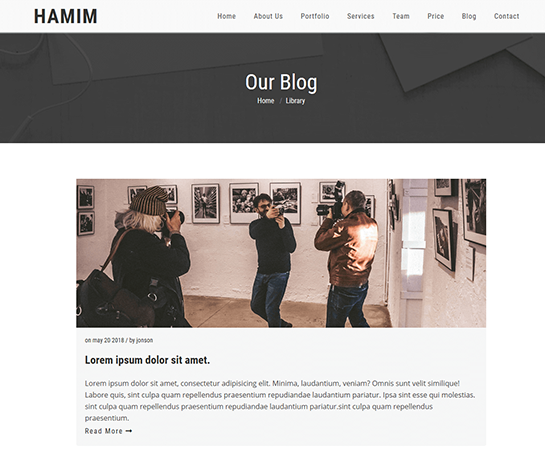 HAMIM
Home About Us Portfolio Services Team Price Blog Contact
Our Blog
Home / Library
on may 20 2018 / by jonson
Lorem ipsum dolor sit amet.
Lorem ipsum dolor sit amet, consectetur adipisicing elit. Minima, laudantium, veniam? Omnis sunt velit similique!
Labore quis, sint culpa quam repellendus praesentium repudiandae laudantium pariatur. Ipsa sint esse qui molestias.
sint culpa quam repellendus praesentium repudiandae laudantium pariatur.sint culpa quam repellendus
praesentium.
Read More ➞